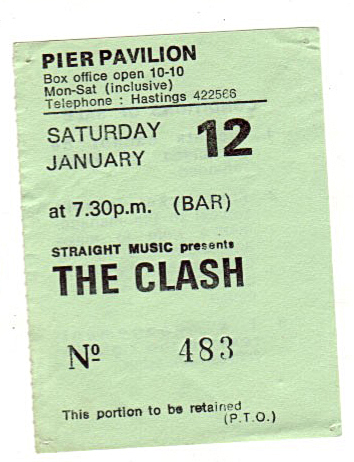 PIER PAVILION
Box office open 10-10
Mon-Sat (inclusive)
Telephone : Hastings 422566
SATURDAY 12
JANUARY
at 7.30p.m. (BAR)
STRAIGHT MUSIC presents
THE CLASH
Nº 483
This portion to be retained
(P.T.O.)